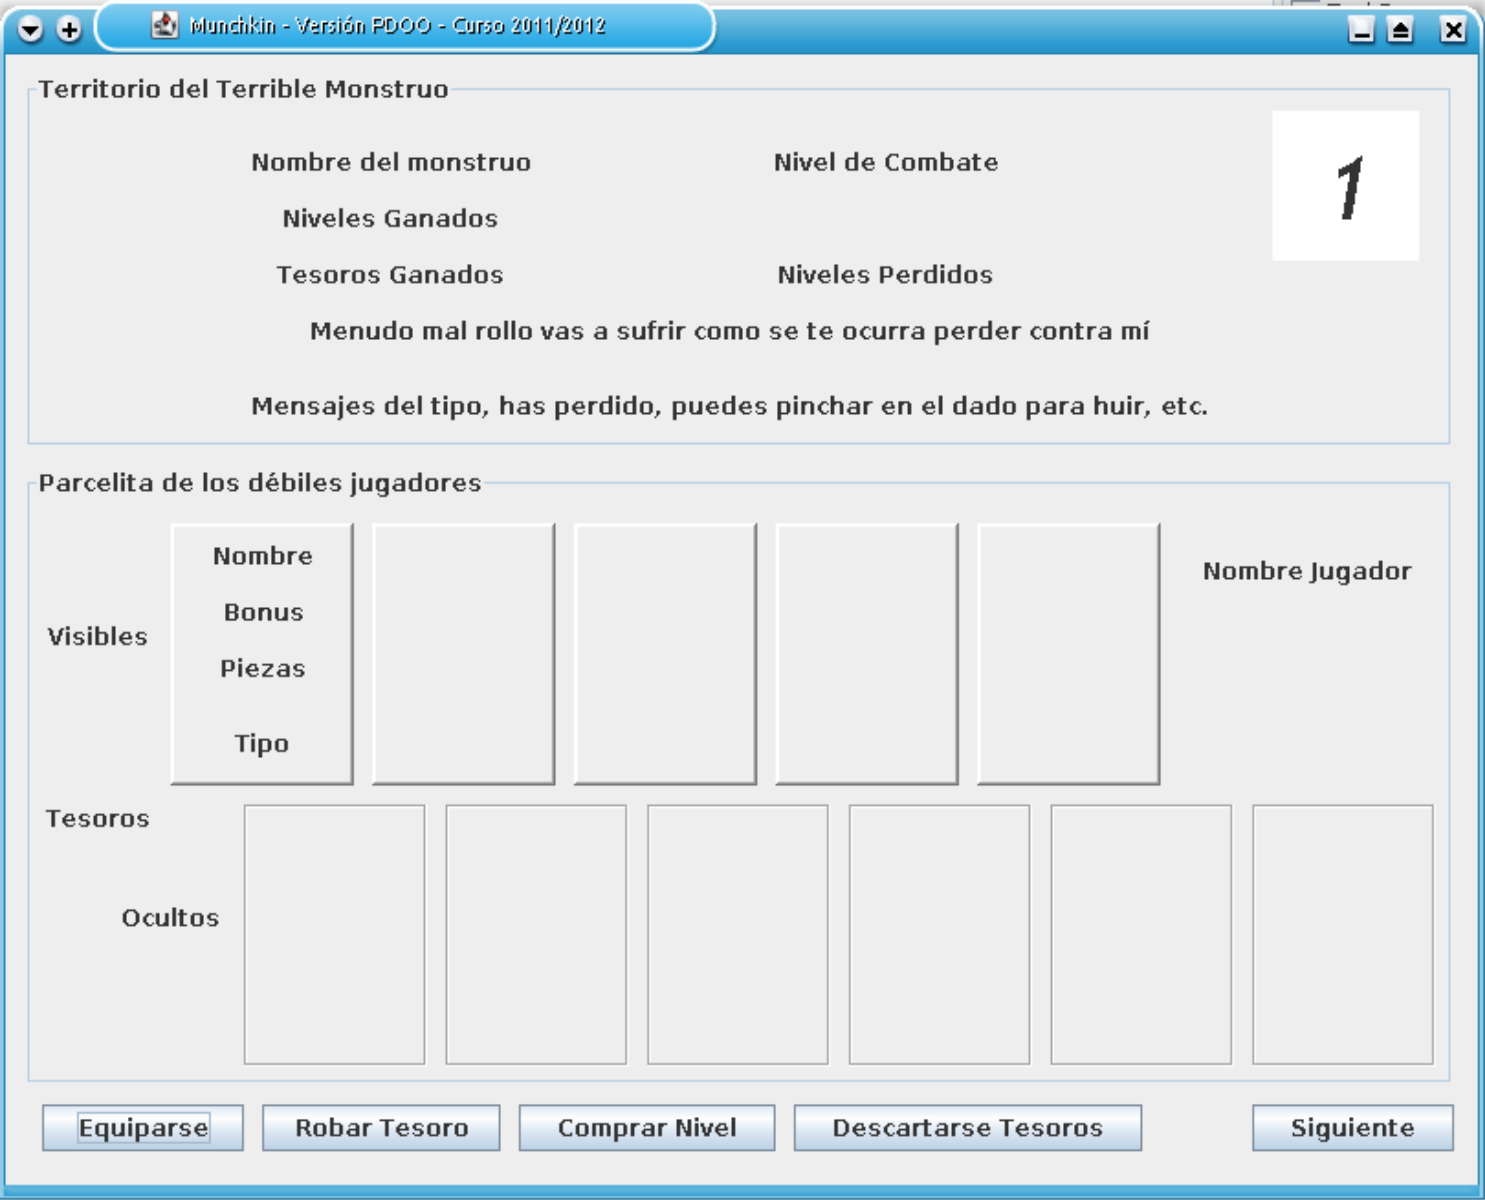 Munchkin - Versión PDOO - Curso 2011/2012
Territorio del Terrible Monstruo
Nombre del monstruo
Nivel de Combate
1
Niveles Ganados
Tesoros Ganados
Niveles Perdidos
Menudo mal rollo vas a sufrir como se te ocurra perder contra mí
Mensajes del tipo, has perdido, puedes pinchar en el dado para huir, etc.
Parcelita de los débiles jugadores
Visibles
Nombre
Bonus
Piezas
Tipo
Nombre Jugador
Tesoros
Ocultos
Equiparse
Robar Tesoro
Comprar Nivel
Descartarse Tesoros
Siguiente